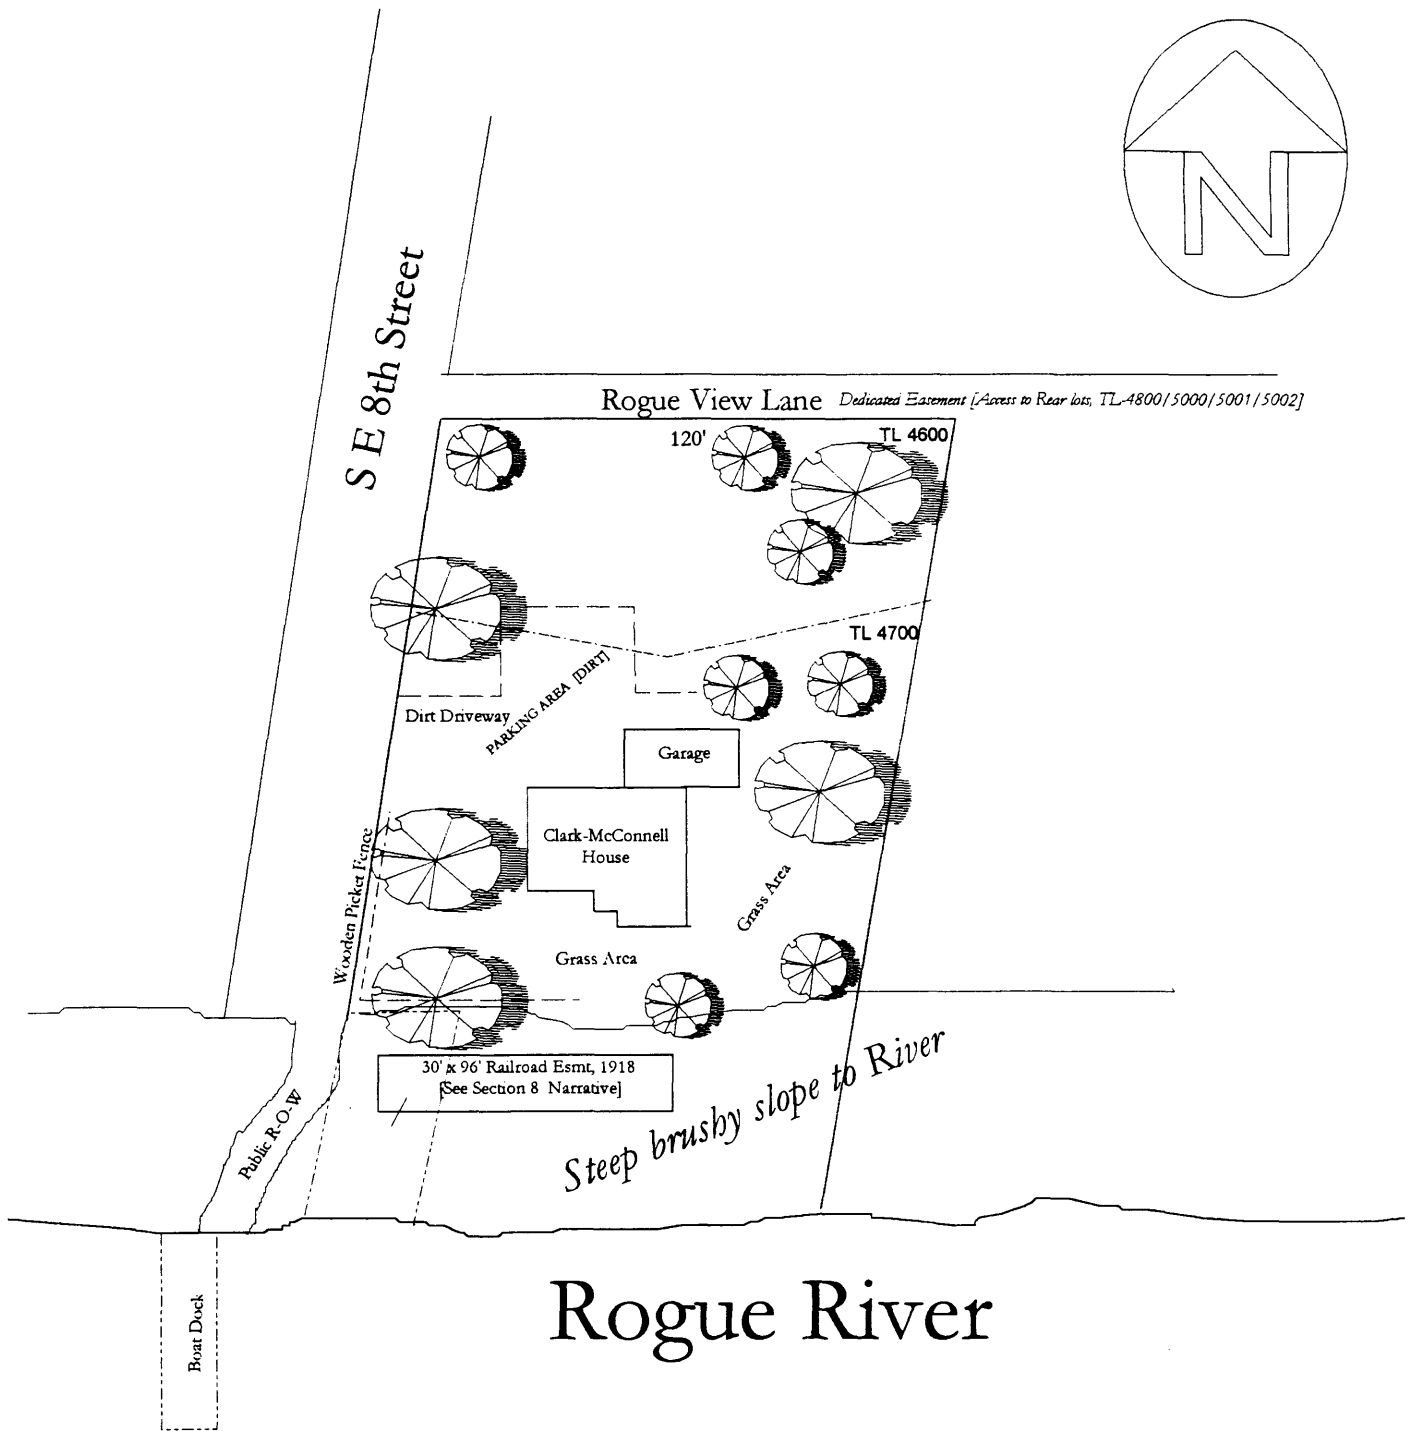 N
S E 8th Street
Rogue View Lane
Dedicated Easement [Access to Rear lots, TL-4800/5000/5001/5002]
120'
TL 4600
TL 4700
PARKING AREA [DIRT]
Dirt Driveway
Garage
Clark-McConnell
House
Wooden Picket Fence
Grass Area
Grass Area
30' x 96' Railroad Esmt, 1918
[See Section 8 Narrative]
Steep brushy slope to River
Public R-O-W
Rogue River
Boat Dock